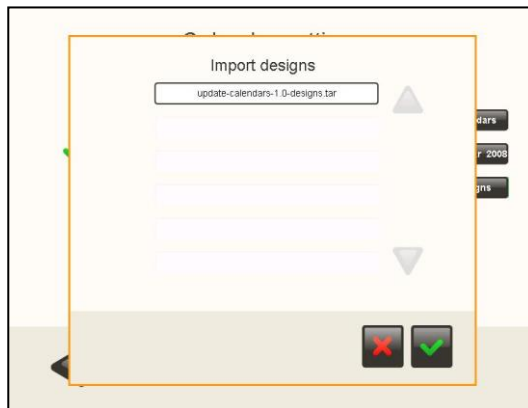 Import designs
update-calendars-1.0-designs.tar
dars
r 2008
gns